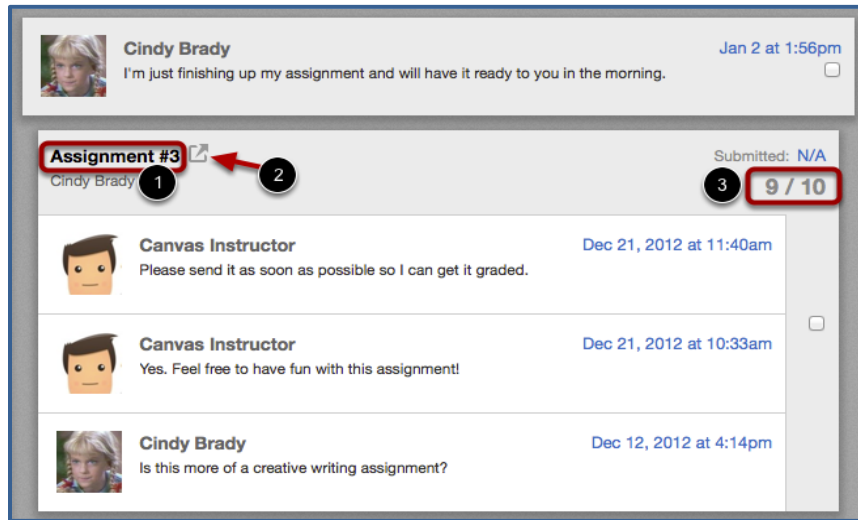 Cindy Brady Jan 2 at 1:56pm
I'm just finishing up my assignment and will have it ready to you in the morning.
Assignment #3 2 Submitted: N/A
Cindy Brady 1 3 9 / 10
Canvas Instructor Dec 21, 2012 at 11:40am
Please send it as soon as possible so I can get it graded.
Canvas Instructor Dec 21, 2012 at 10:33am
Yes. Feel free to have fun with this assignment!
Cindy Brady Dec 12, 2012 at 4:14pm
Is this more of a creative writing assignment?